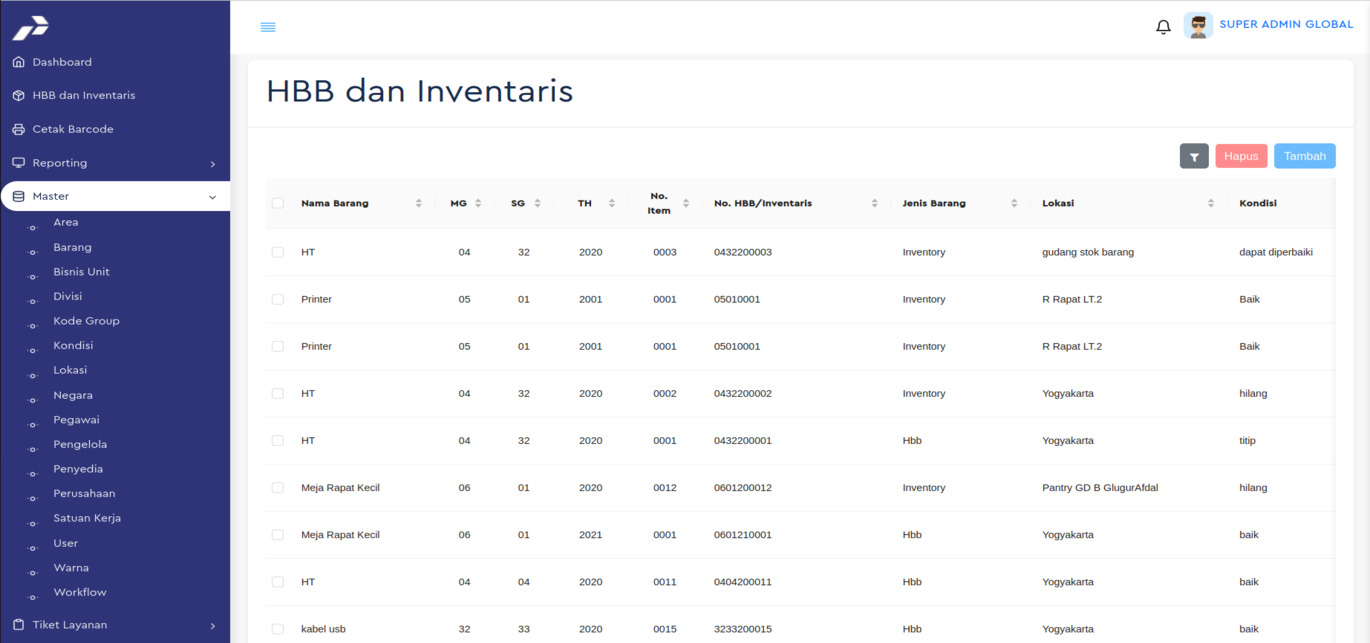 SUPER ADMIN GLOBAL
Dashboard
HBB dan Inventaris
Cetak Barcode
Reporting
Master
Area
Barang
Bisnis Unit
Divisi
Kode Group
Kondisi
Lokasi
Negara
Pegawai
Pengelola
Penyedia
Perusahaan
Satuan Kerja
User
Warna
Workflow
Tiket Layanan
HBB dan Inventaris
Hapus Tambah
Nama Barang MG SG TH No. Item No. HBB/Inventaris Jenis Barang Lokasi Kondisi
HT 04 32 2020 0003 0432200003 Inventory gudang stok barang dapat diperbaiki
Printer 05 01 2001 0001 05010001 Inventory R Rapat LT.2 Baik
Printer 05 01 2001 0001 05010001 Inventory R Rapat LT.2 Baik
HT 04 32 2020 0002 0432200002 Inventory Yogyakarta hilang
HT 04 32 2020 0001 0432200001 Hbb Yogyakarta titip
Meja Rapat Kecil 06 01 2020 0012 0601200012 Inventory Pantry GD B GlugurAfdal hilang
Meja Rapat Kecil 06 01 2021 0001 0601210001 Hbb Yogyakarta baik
HT 04 04 2020 0011 0404200011 Hbb Yogyakarta baik
kabel usb 32 33 2020 0015 3233200015 Hbb Yogyakarta baik